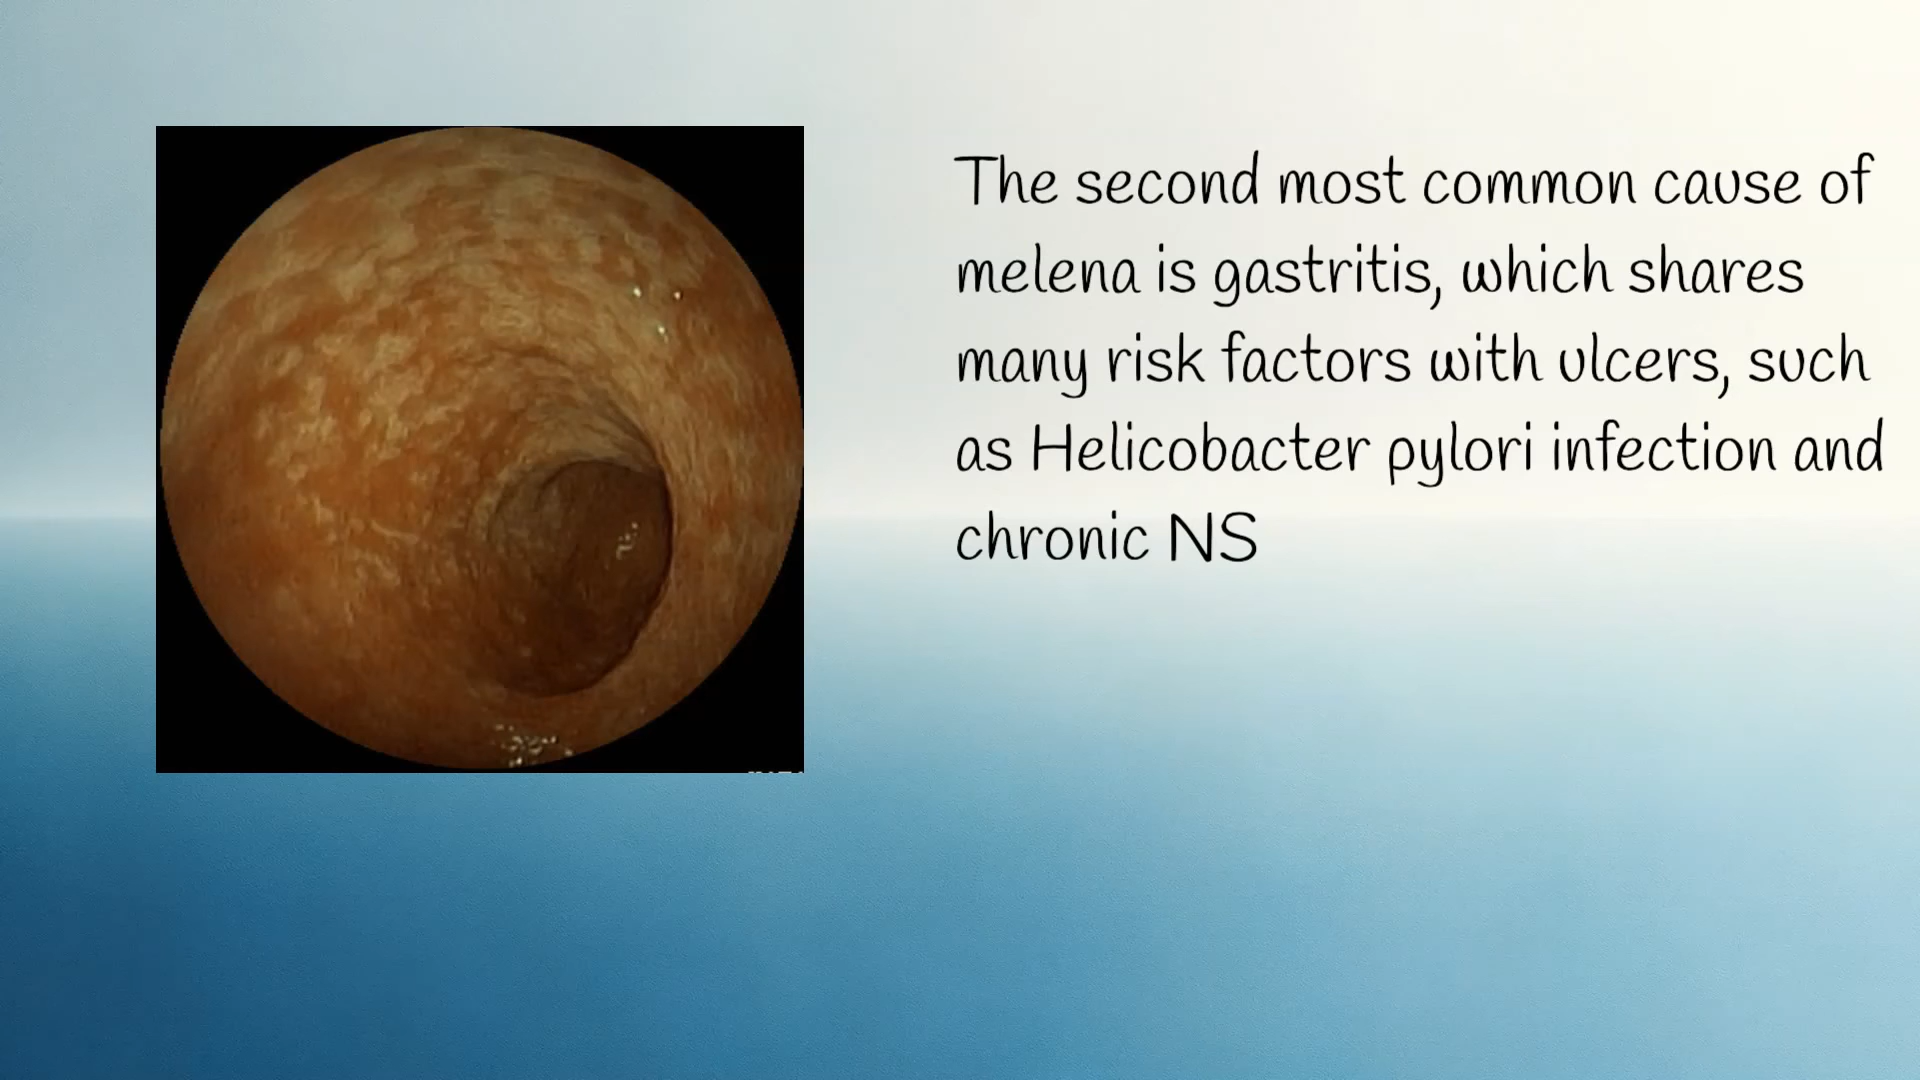 The second most common cause of
melena is gastritis, which shares
many risk factors with ulcers, such
as Helicobacter pylori infection and
chronic NS